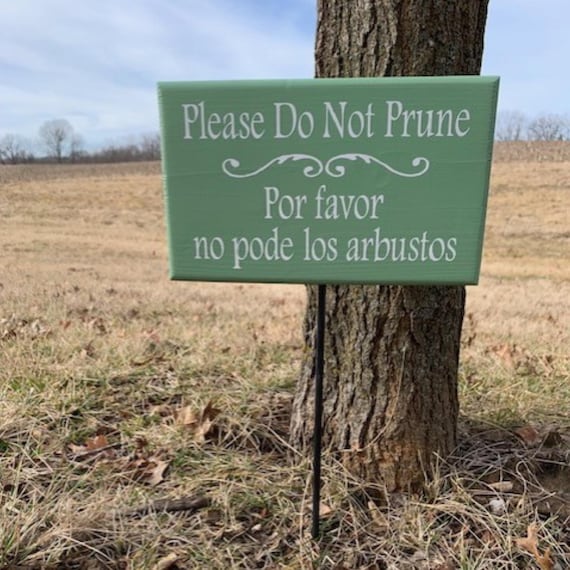 Please Do Not Prune
Por favor
no pode los arbustos